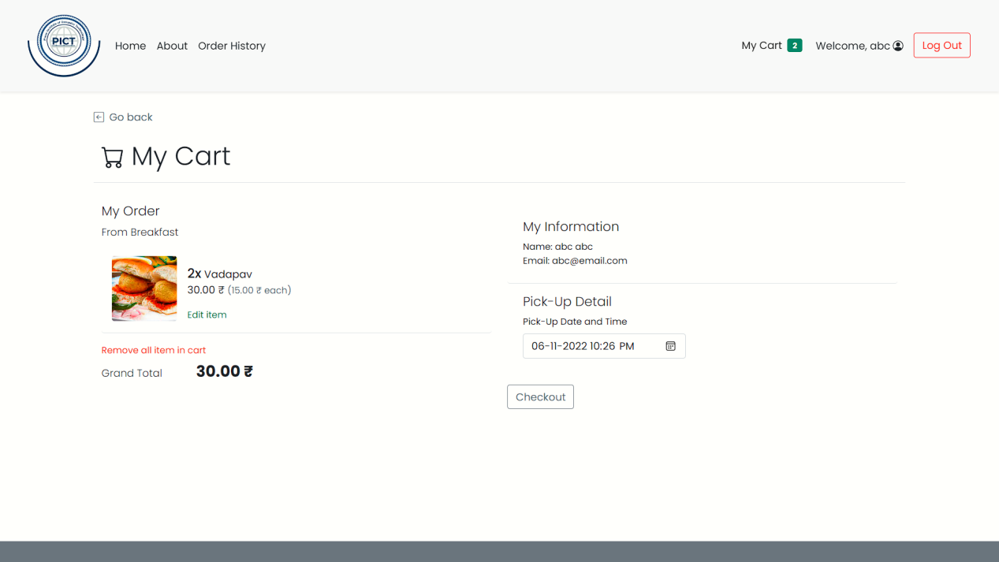 PICT
Home About Order History
My Cart 2 Welcome, abc Log Out
Go back
My Cart
My Order
From Breakfast
2x Vadapav
30.00 ₹ (15.00 ₹ each)
Edit item
Remove all item in cart
Grand Total 30.00 ₹
My Information
Name: abc abc
Email: abc@email.com
Pick-Up Detail
Pick-Up Date and Time
06-11-2022 10:26 PM
Checkout